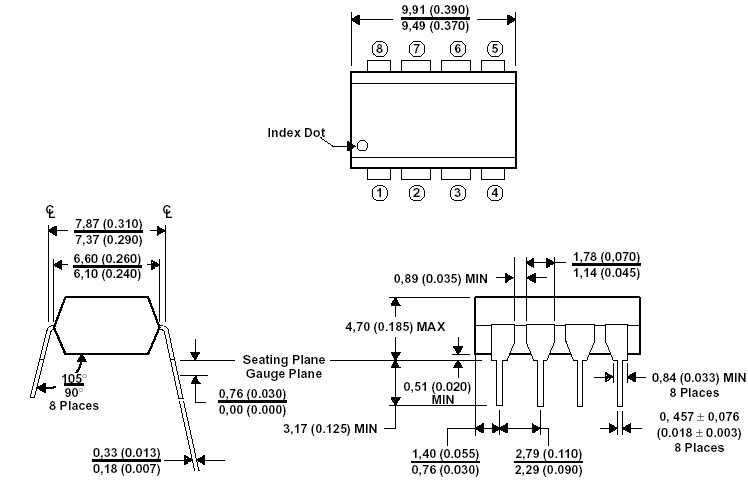 9,91 (0.390)
9,49 (0.370)
8 7 6 5
Index Dot
1 2 3 4
℄ ℄
7,87 (0.310)
7,37 (0.290)
6,60 (0.260)
6,10 (0.240)
105°
90°
8 Places
Seating Plane
Gauge Plane
0,76 (0.030)
0,00 (0.000)
0,33 (0.013)
0,18 (0.007)
1,78 (0,070)
1,14 (0.045)
0,89 (0.035) MIN
4,70 (0.185) MAX
0,51 (0.020)
MIN
3,17 (0.125) MIN
0,84 (0.033) MIN
8 Places
0, 457 ± 0,076
(0.018 ± 0.003)
8 Places
1,40 (0.055)
0,76 (0.030)
2,79 (0.110)
2,29 (0.090)